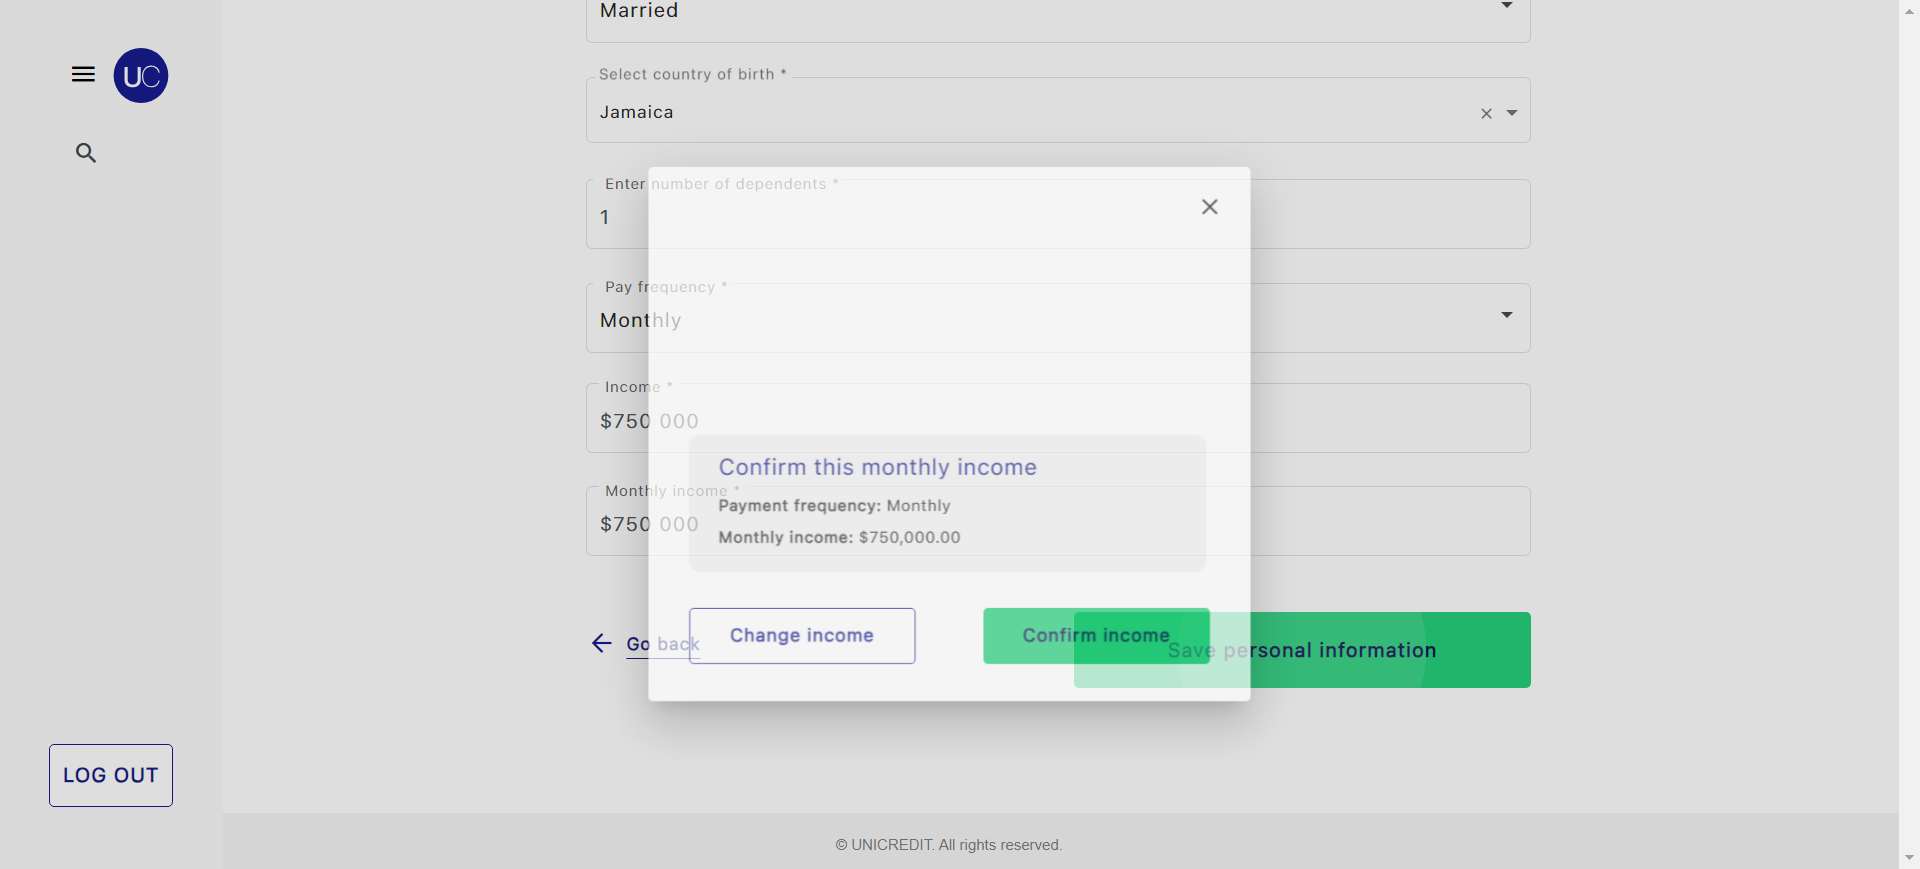 Married
UC
Select country of birth *
Jamaica
Enter number of dependents *
1
Pay frequency *
Monthly
Income *
$750 000
Confirm this monthly income
Monthly income *
Payment frequency: Monthly
$750 000
Monthly income: $750,000.00
Go back
Change income
Confirm income
Save personal information
LOG OUT
© UNICREDIT. All rights reserved.